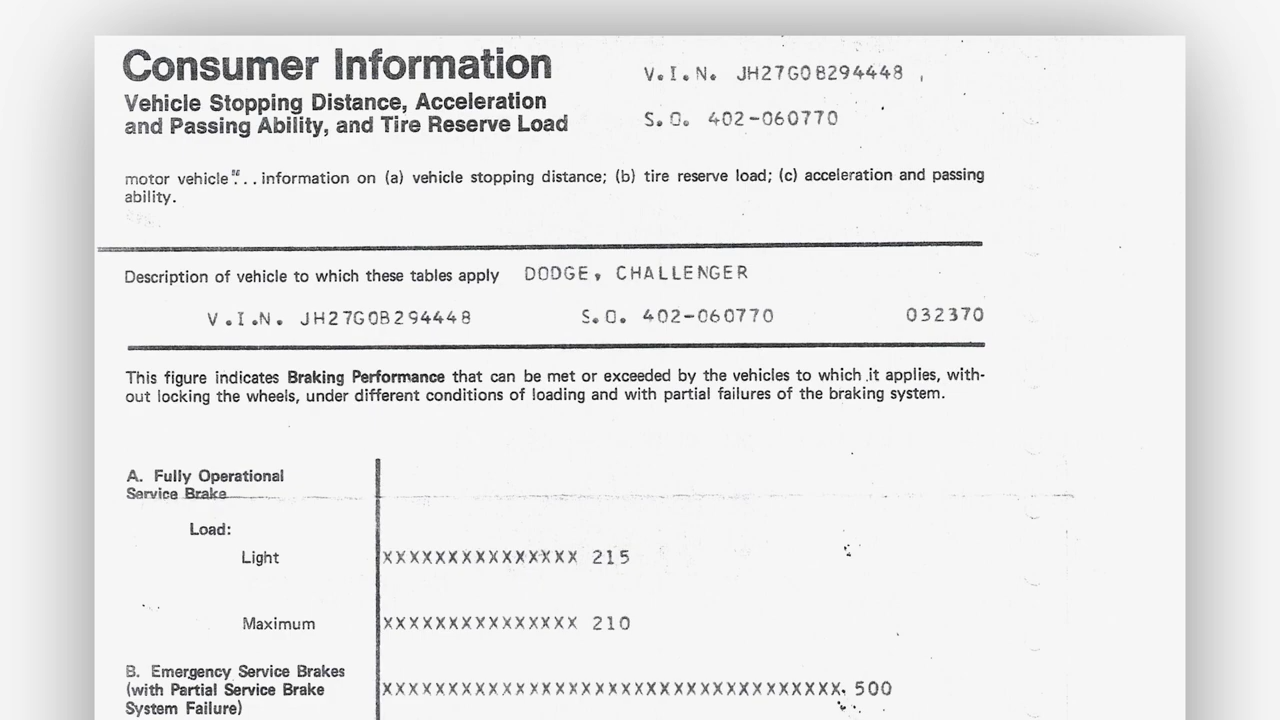 Consumer Information
Vehicle Stopping Distance, Acceleration
and Passing Ability, and Tire Reserve Load
V.I.N. JH27G0B294448
S.O. 402-060770
motor vehicle". . . information on (a) vehicle stopping distance; (b) tire reserve load; (c) acceleration and passing
ability.
Description of vehicle to which these tables apply DODGE, CHALLENGER
V.I.N. JH27G0B294448 S.O. 402-060770 032370
This figure indicates Braking Performance that can be met or exceeded by the vehicles to which it applies, with-
out locking the wheels, under different conditions of loading and with partial failures of the braking system.
A. Fully Operational
Service Brake
Load:
Light XXXXXXXXXXXXXXX 215
Maximum XXXXXXXXXXXXXXX 210
B. Emergency Service Brakes
(with Partial Service Brake
System Failure)
XXXXXXXXXXXXXXXXXXXXXXXXXXXXXXXXXXX. 500